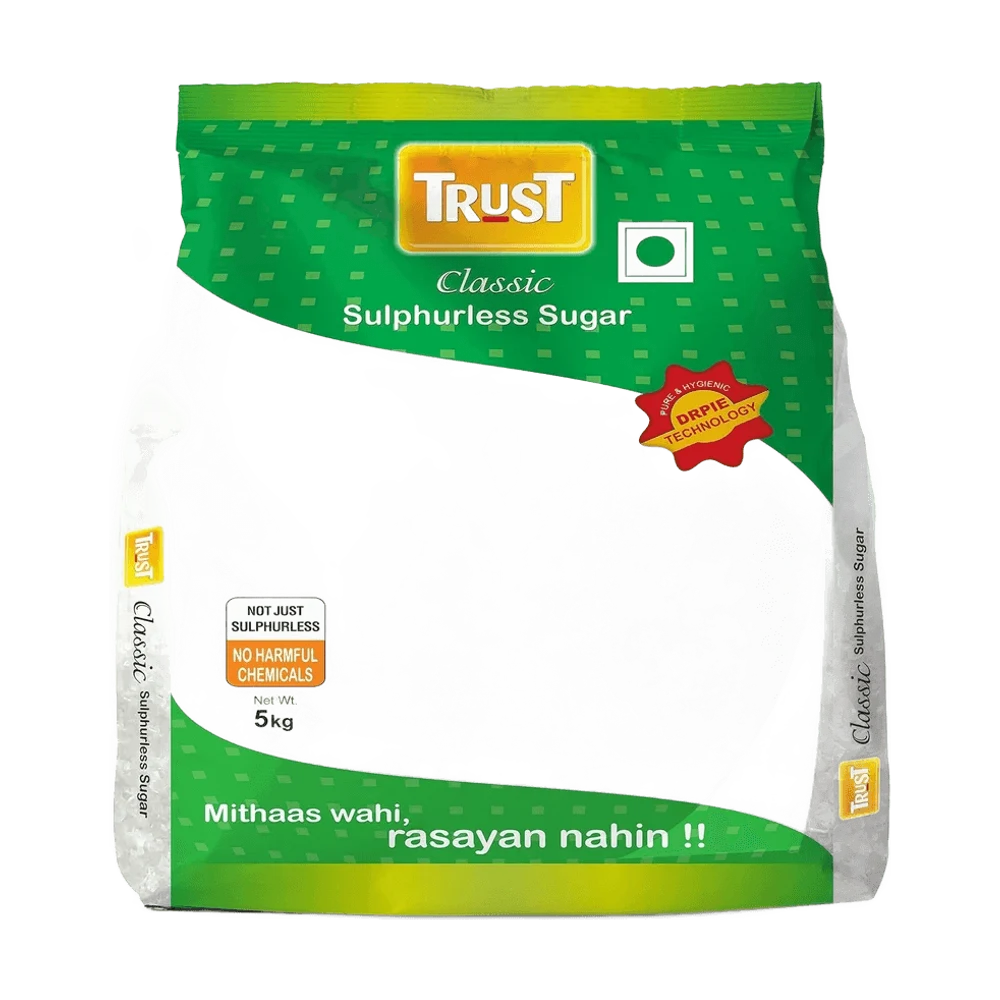 TRUST
Classic
Sulphurless Sugar
PURE & HYGIENIC
DRPIE
TECHNOLOGY
NOT JUST
SULPHURLESS
NO HARMFUL
CHEMICALS
Net Wt.
5kg
Mithaas wahi,
rasayan nahin !!
TRUST
Classic
Sulphurless Sugar
TRUST
Classic
Sulphurless Sugar